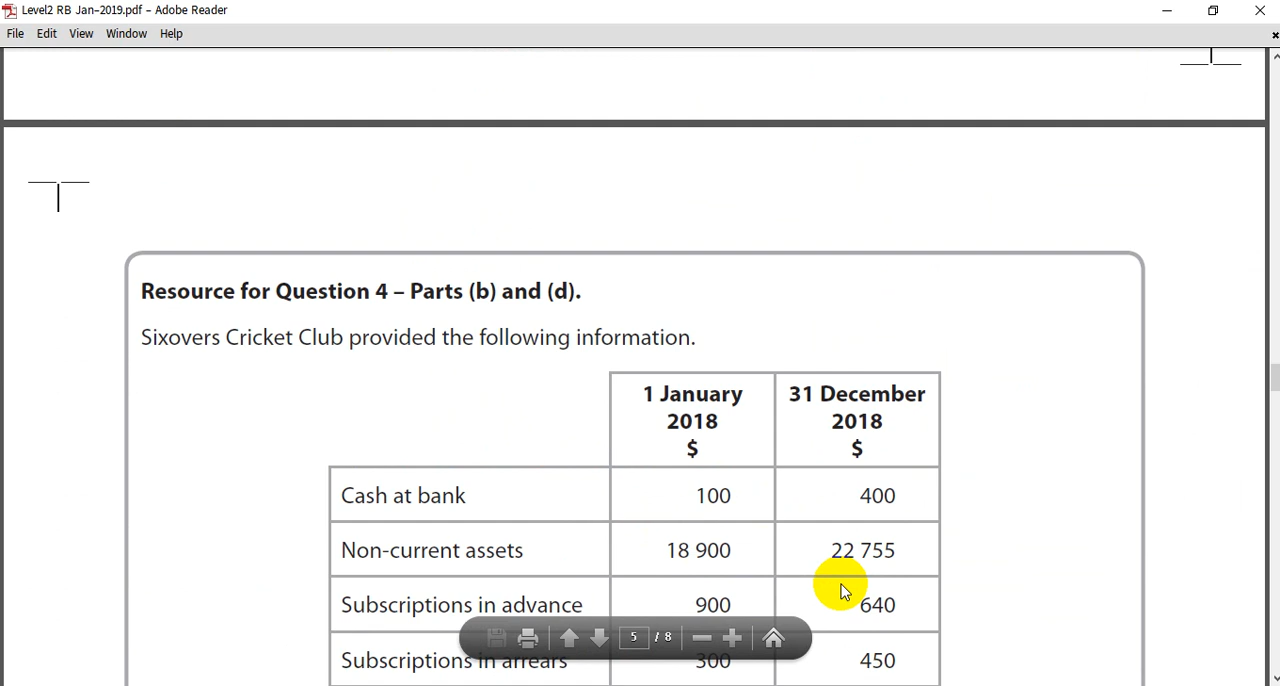 Level2 RB Jan-2019.pdf - Adobe Reader
File Edit View Window Help
Resource for Question 4 – Parts (b) and (d).
Sixovers Cricket Club provided the following information.
1 January 2018 $ 31 December 2018 $
Cash at bank 100 400
Non-current assets 18 900 22 755
Subscriptions in advance 900 640
5 / 8
Subscriptions in arrears 300 450